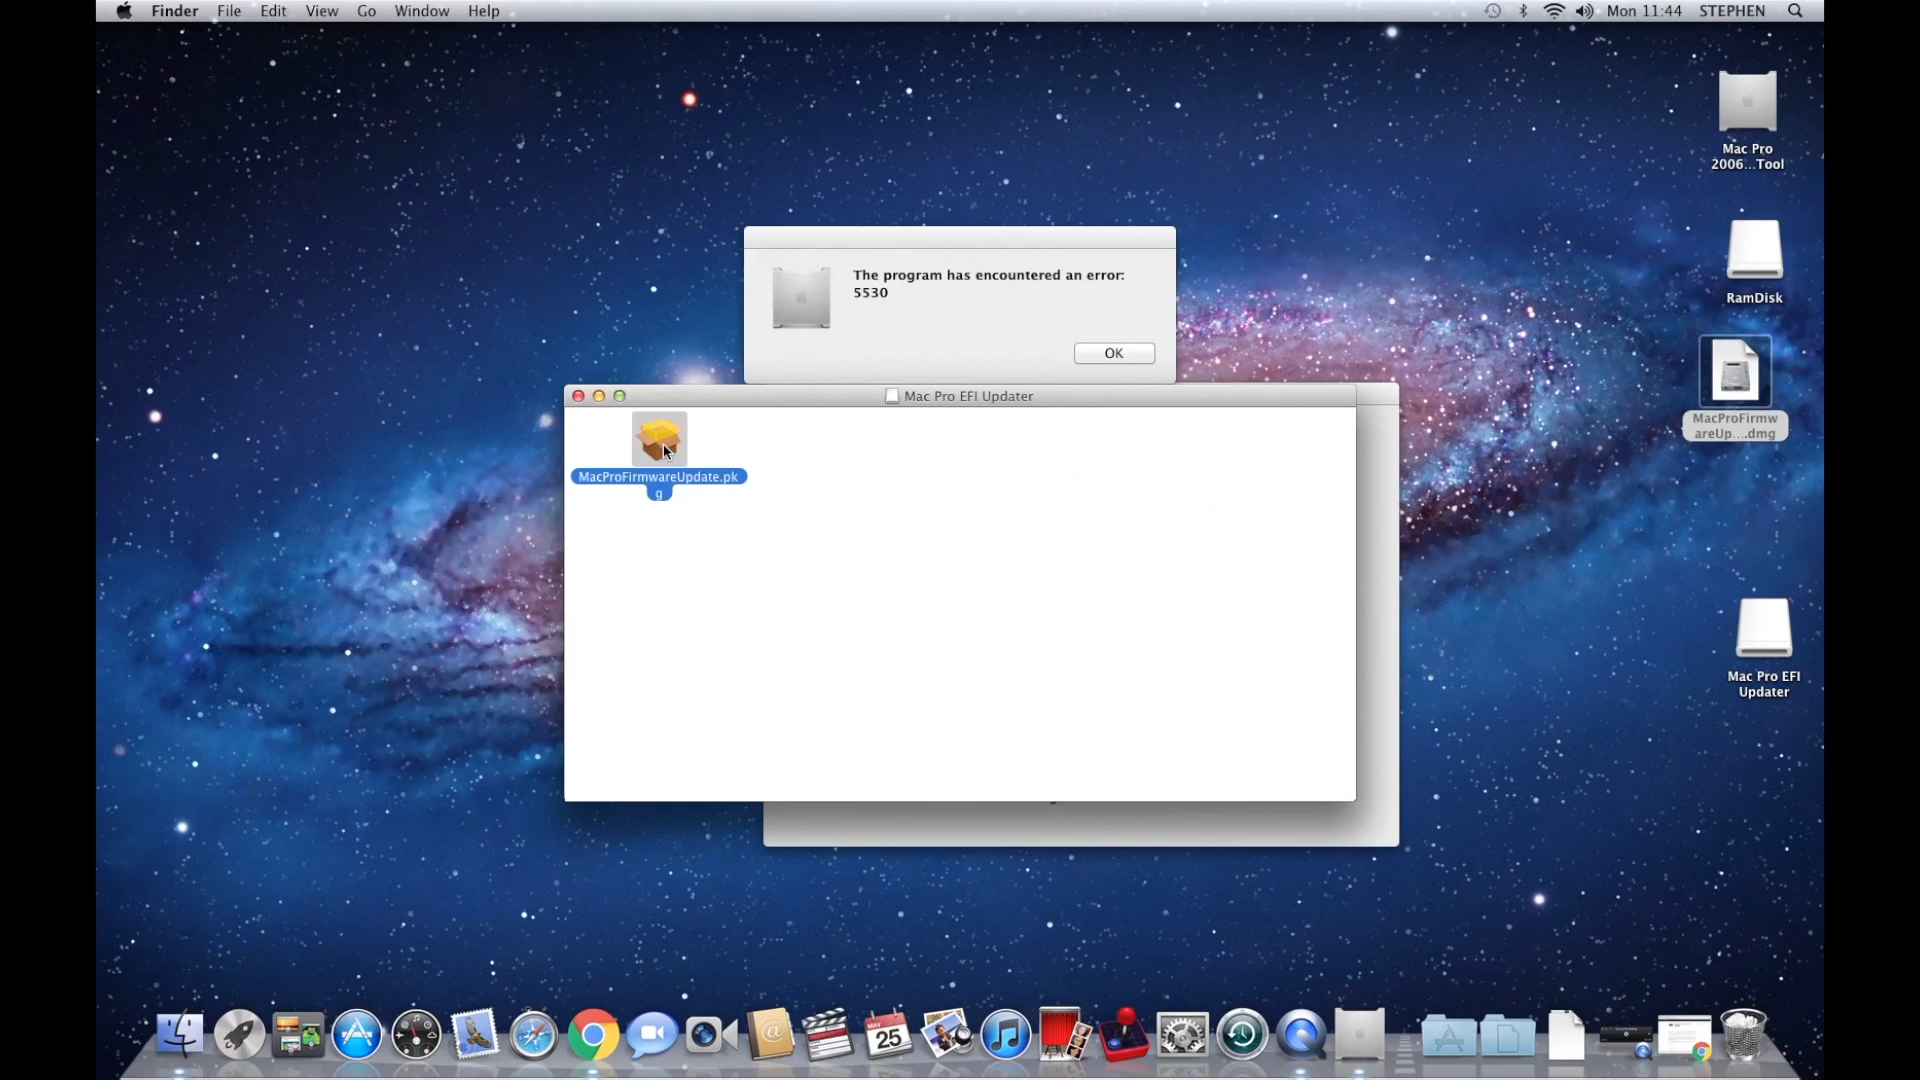 Finder File Edit View Go Window Help
Mon 11:44 STEPHEN
Mac Pro
2006...Tool
RamDisk
The program has encountered an error:
5530
OK
MacProFirmw
areUp....dmg
Mac Pro EFI Updater
MacProFirmwareUpdate.pk
g
Mac Pro EFI
Updater
MAY
25